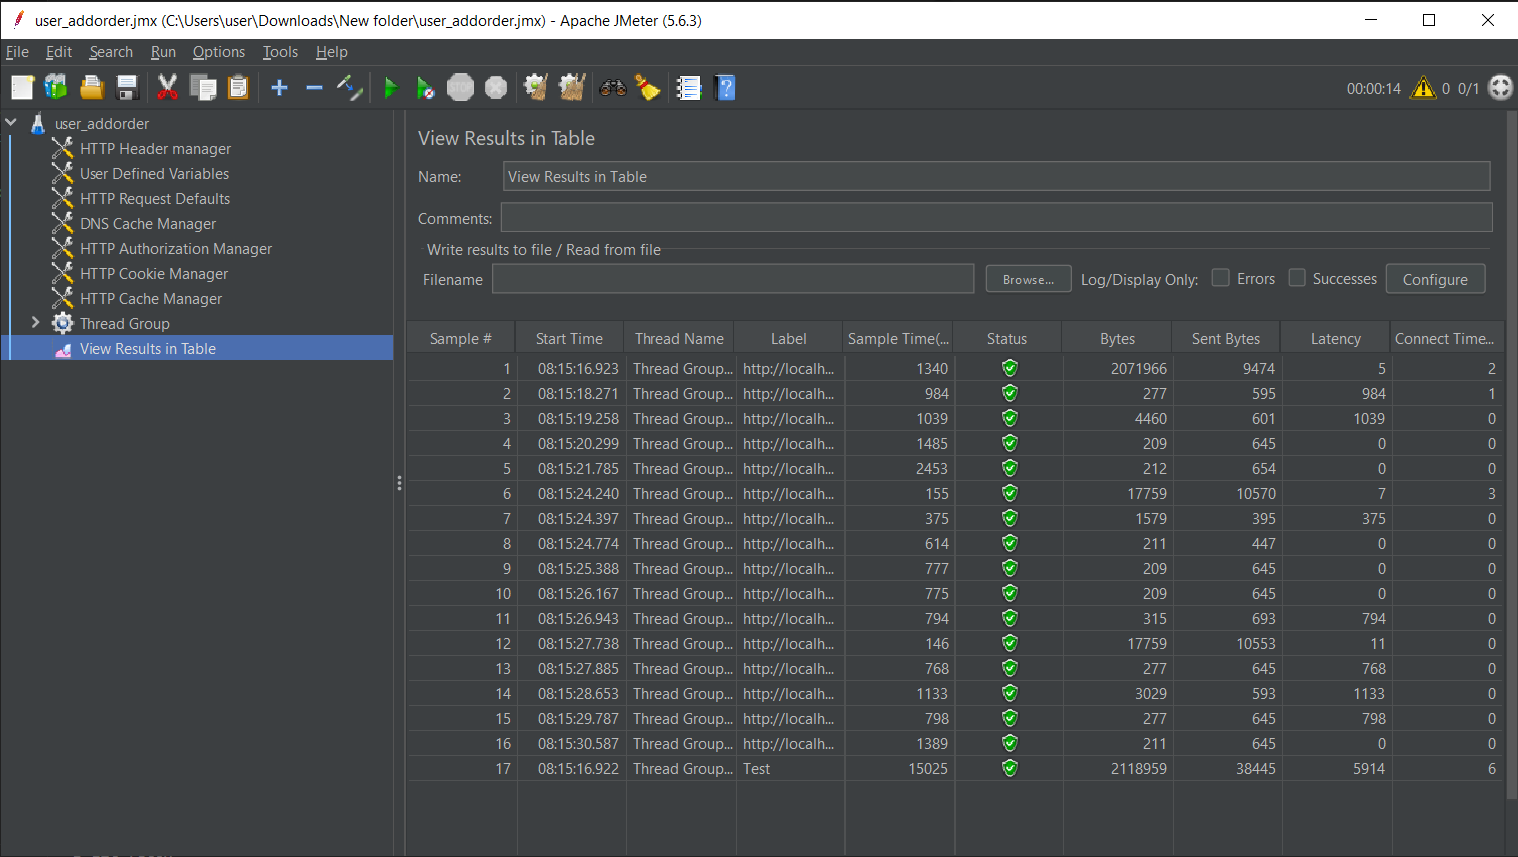 user_addorder.jmx (C:\Users\user\Downloads\New folder\user_addorder.jmx) - Apache JMeter (5.6.3)
File Edit Search Run Options Tools Help
STOP
00:00:14 0 0/1
user_addorder
HTTP Header manager
User Defined Variables
HTTP Request Defaults
DNS Cache Manager
HTTP Authorization Manager
HTTP Cookie Manager
HTTP Cache Manager
Thread Group
View Results in Table
View Results in Table
Name: View Results in Table
Comments:
Write results to file / Read from file
Filename Browse... Log/Display Only: Errors Successes Configure
Sample # Start Time Thread Name Label Sample Time(... Status Bytes Sent Bytes Latency Connect Time...
1 08:15:16.923 Thread Group... http://localh... 1340 2071966 9474 5 2
2 08:15:18.271 Thread Group... http://localh... 984 277 595 984 1
3 08:15:19.258 Thread Group... http://localh... 1039 4460 601 1039 0
4 08:15:20.299 Thread Group... http://localh... 1485 209 645 0 0
5 08:15:21.785 Thread Group... http://localh... 2453 212 654 0 0
6 08:15:24.240 Thread Group... http://localh... 155 17759 10570 7 3
7 08:15:24.397 Thread Group... http://localh... 375 1579 395 375 0
8 08:15:24.774 Thread Group... http://localh... 614 211 447 0 0
9 08:15:25.388 Thread Group... http://localh... 777 209 645 0 0
10 08:15:26.167 Thread Group... http://localh... 775 209 645 0 0
11 08:15:26.943 Thread Group... http://localh... 794 315 693 794 0
12 08:15:27.738 Thread Group... http://localh... 146 17759 10553 11 0
13 08:15:27.885 Thread Group... http://localh... 768 277 645 768 0
14 08:15:28.653 Thread Group... http://localh... 1133 3029 593 1133 0
15 08:15:29.787 Thread Group... http://localh... 798 277 645 798 0
16 08:15:30.587 Thread Group... http://localh... 1389 211 645 0 0
17 08:15:16.922 Thread Group... Test 15025 2118959 38445 5914 6